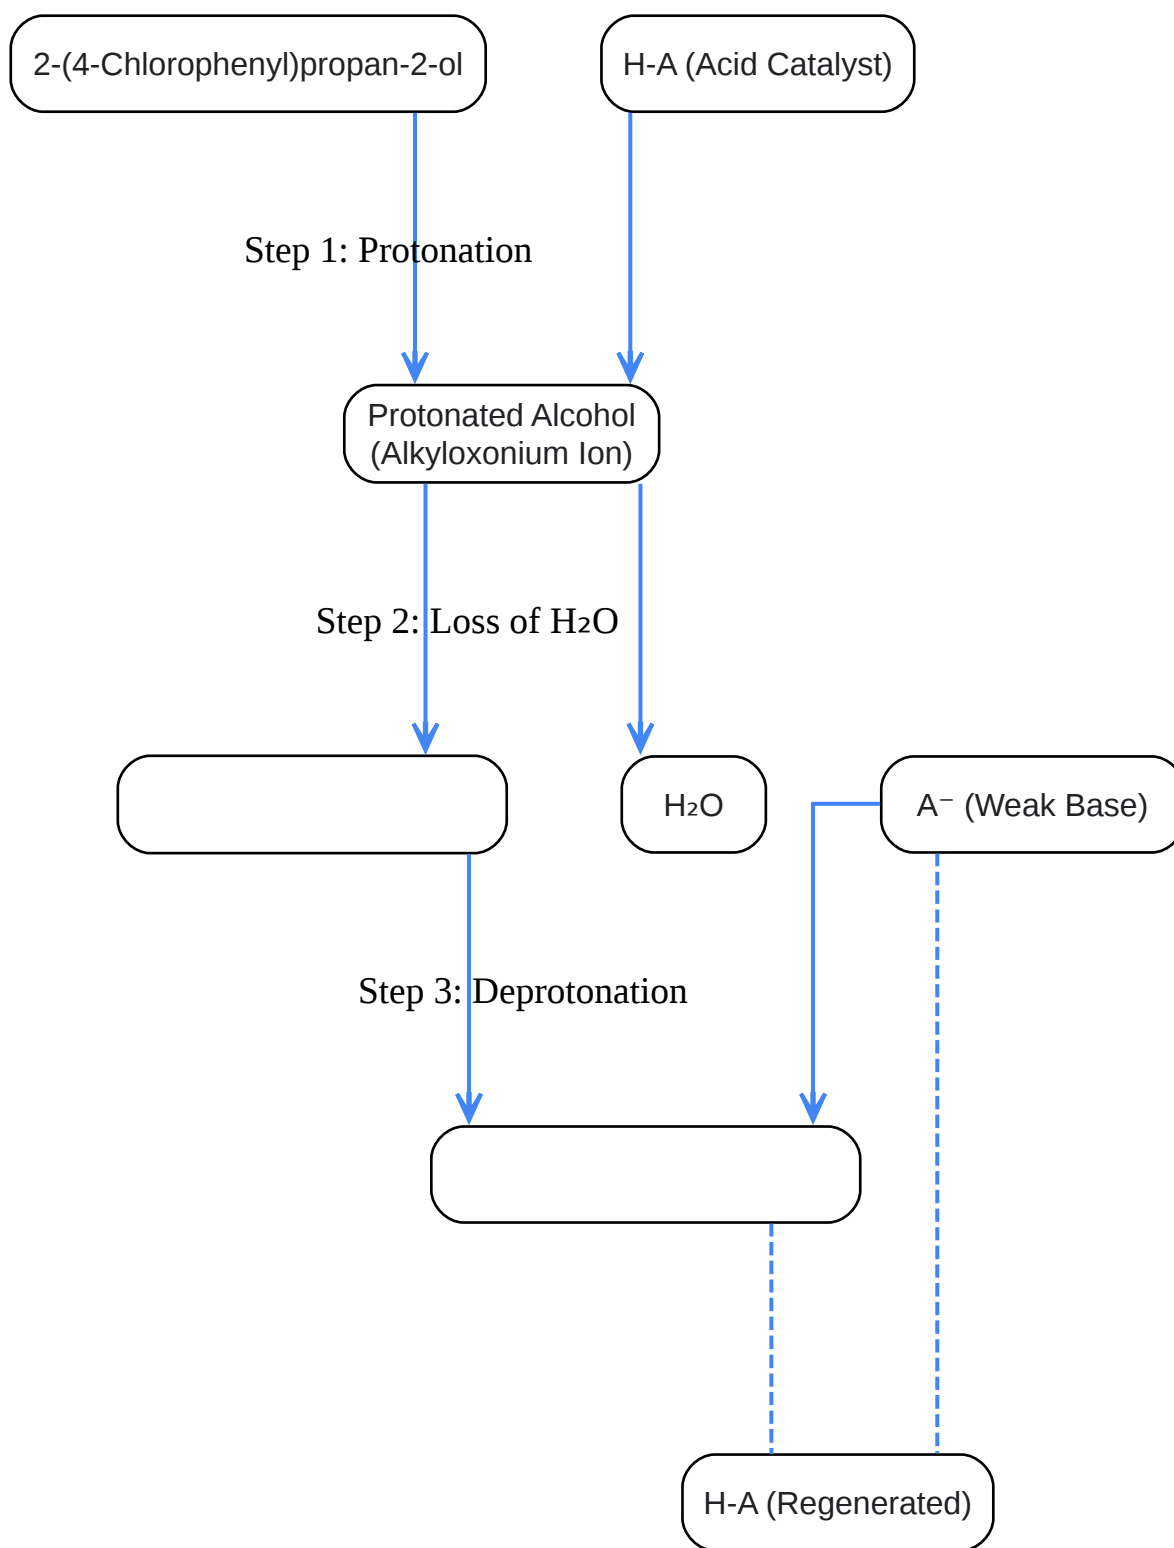 2-(4-Chlorophenyl)propan-2-ol
H-A (Acid Catalyst)
Step 1: Protonation
Protonated Alcohol
(Alkyloxonium Ion)
Step 2: Loss of H₂O
H₂O
A⁻ (Weak Base)
Step 3: Deprotonation
H-A (Regenerated)